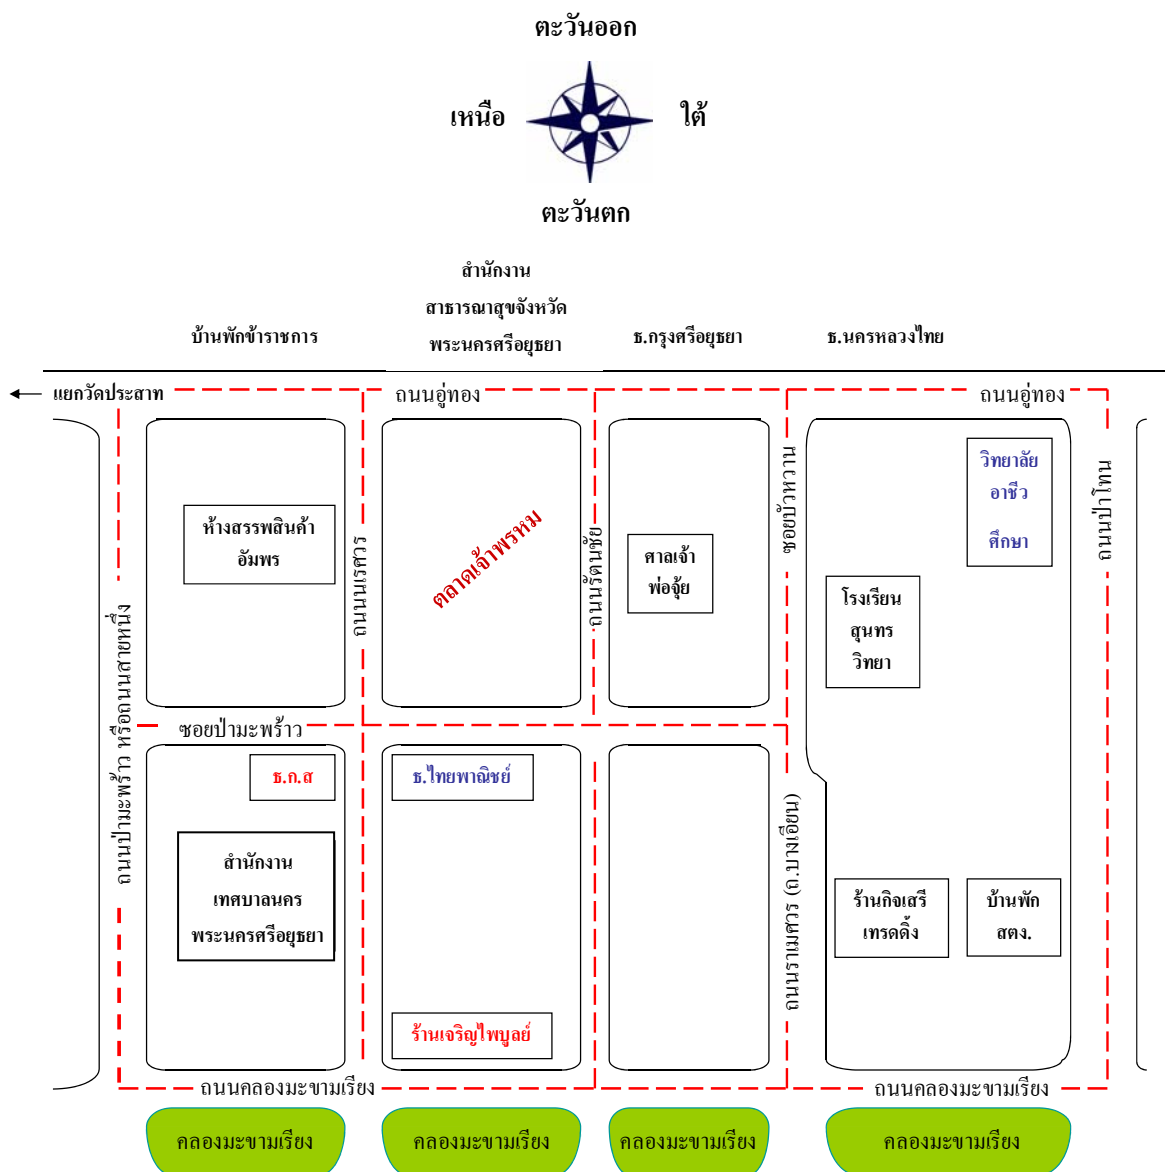 ตะวันออก
เหนือ
ใต้
ตะวันตก
สำนักงาน
สาธารณสุขจังหวัด
พระนครศรีอยุธยา
บ้านพักข้าราชการ
ธ.กรุงศรีอยุธยา
ธ.นครหลวงไทย
แยกวัดประสาท
ถนนอู่ทอง
ถนนอู่ทอง
ห้างสรรพสินค้า
อัมพร
ถนนนเรศวร
ตลาดเจ้าพรหม
ถนนรัตนชัย
ศาลเจ้า
พ่อจุ้ย
ซอยบัวหวาน
วิทยาลัย
อาชีว
ศึกษา
โรงเรียน
สุนทร
วิทยา
ถนนป่าโทน
ถนนป่ามะพร้าว หรือถนนสายหนึ่ง
ซอยป่ามะพร้าว
ธ.ก.ส
ธ.ไทยพาณิชย์
สำนักงาน
เทศบาลนคร
พระนครศรีอยุธยา
ถนนราเมศวร (ถ.บางเอียน)
ร้านกิจเสรี
เทรดดิ้ง
บ้านพัก
สตง.
ร้านเจริญไพบูลย์
ถนนคลองมะขามเรียง
ถนนคลองมะขามเรียง
คลองมะขามเรียง
คลองมะขามเรียง
คลองมะขามเรียง
คลองมะขามเรียง